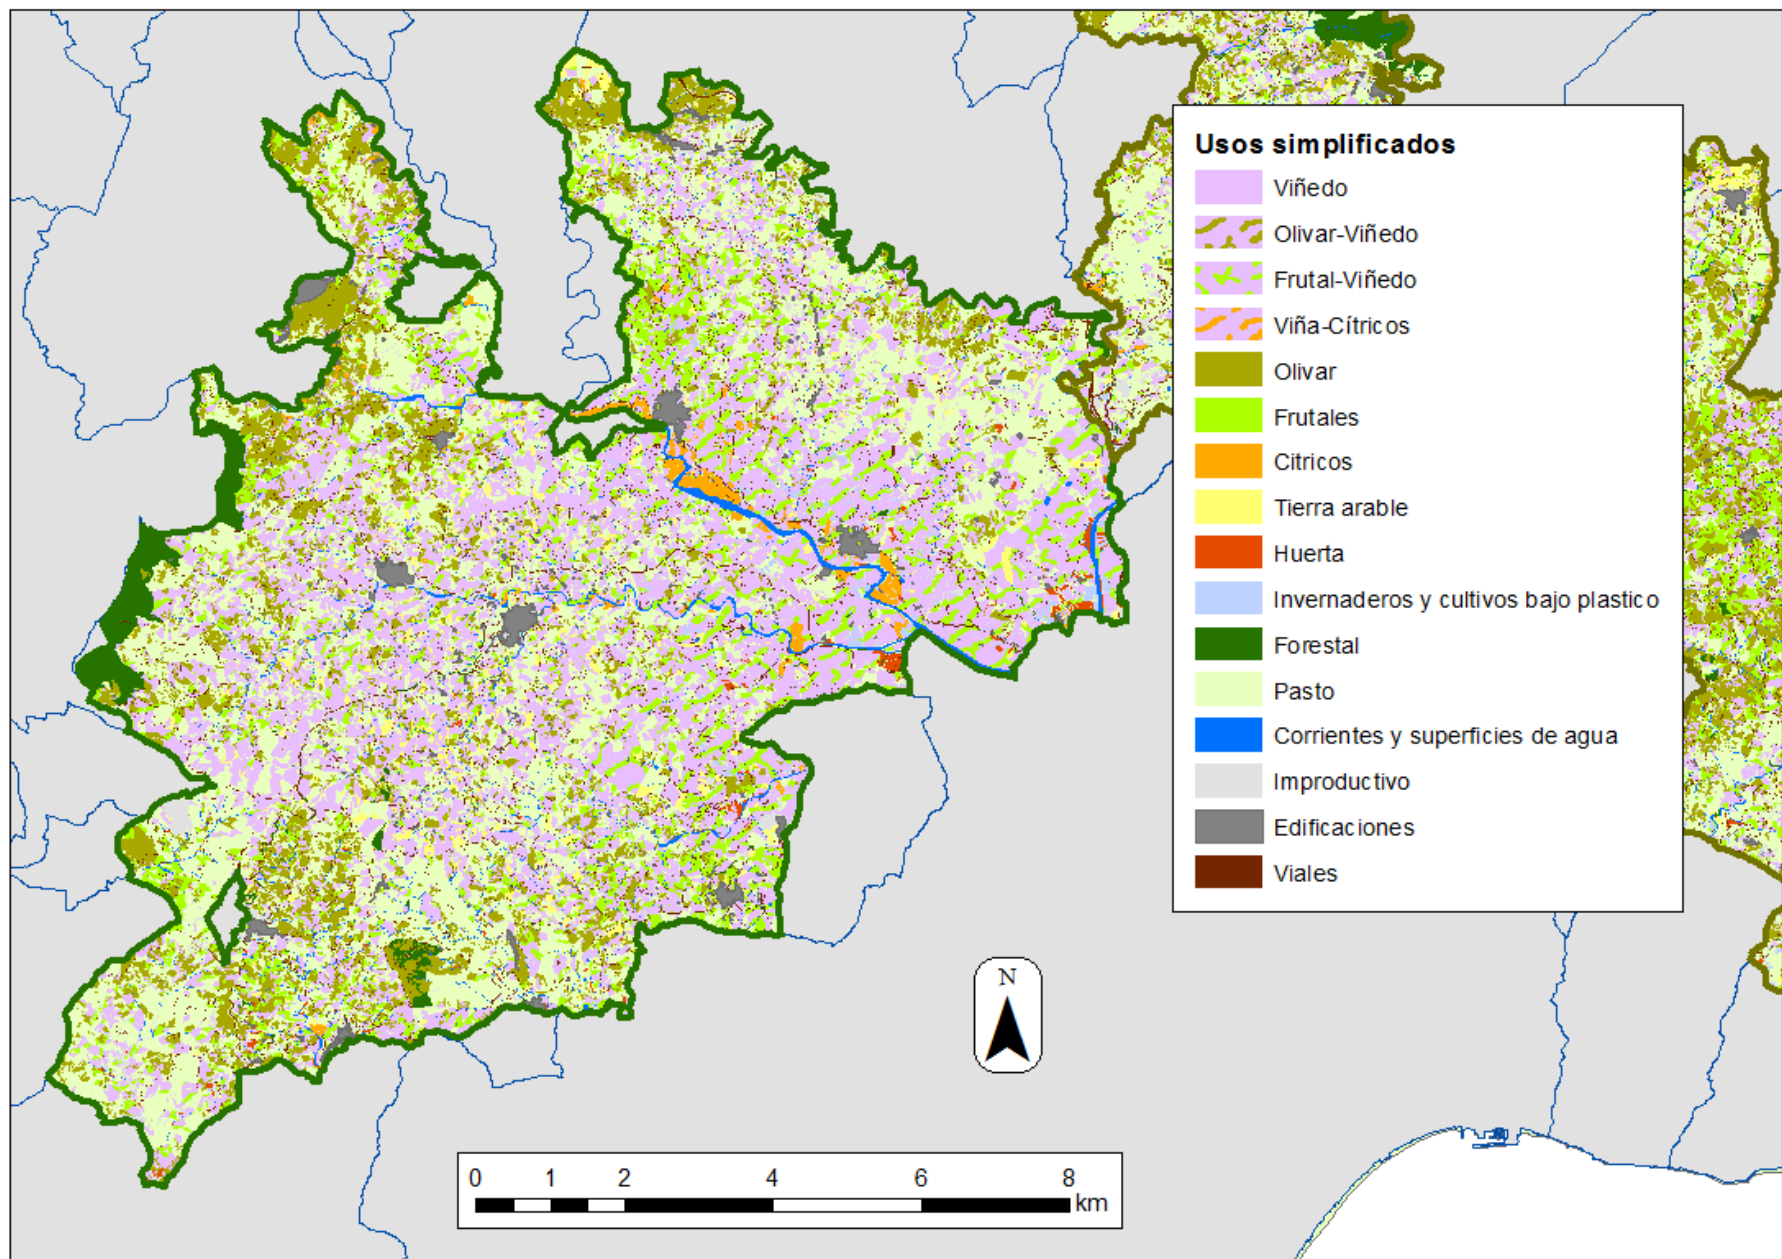 Usos simplificados
Viñedo
Olivar-Viñedo
Frutal-Viñedo
Viña-Cítricos
Olivar
Frutales
Citricos
Tierra arable
Huerta
Invernaderos y cultivos bajo plastico
Forestal
Pasto
Corrientes y superficies de agua
Improductivo
Edificaciones
Viales
N
0 1 2 4 6 8
km